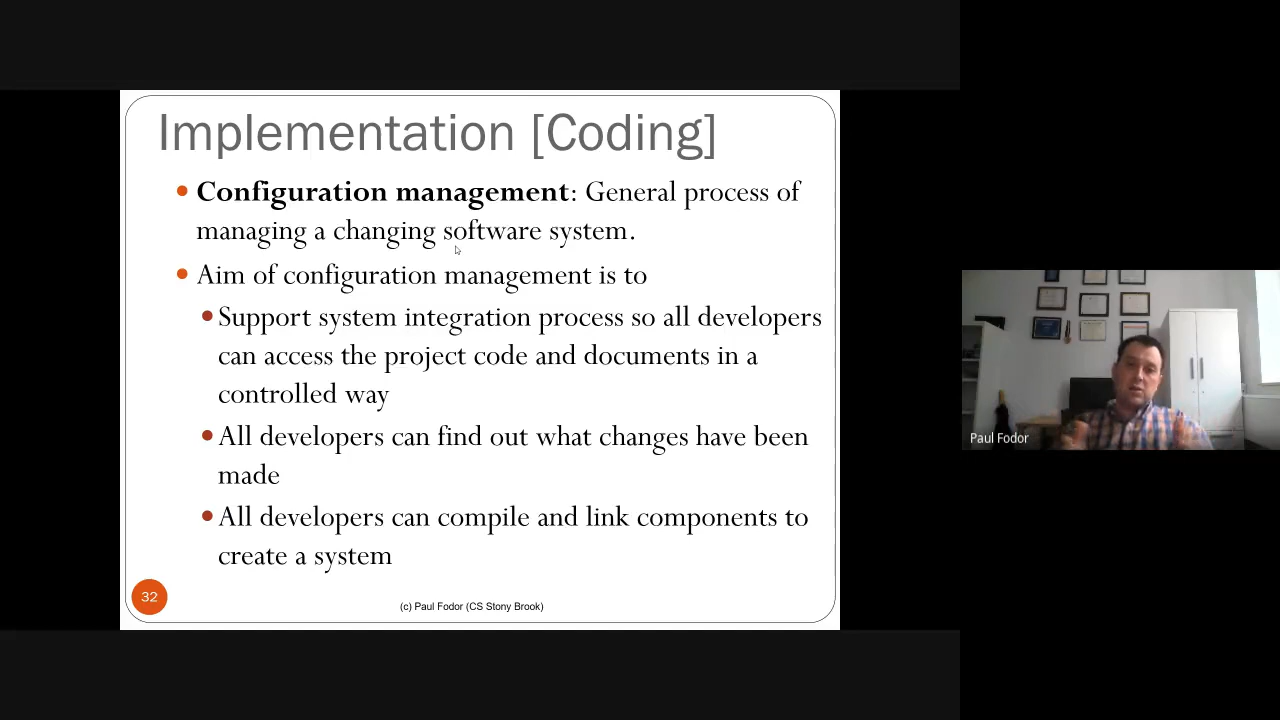 Implementation [Coding]
• Configuration management: General process of
managing a changing software system.
• Aim of configuration management is to
• Support system integration process so all developers
can access the project code and documents in a
controlled way
• All developers can find out what changes have been
made
• All developers can compile and link components to
create a system
32
(c) Paul Fodor (CS Stony Brook)
Paul Fodor